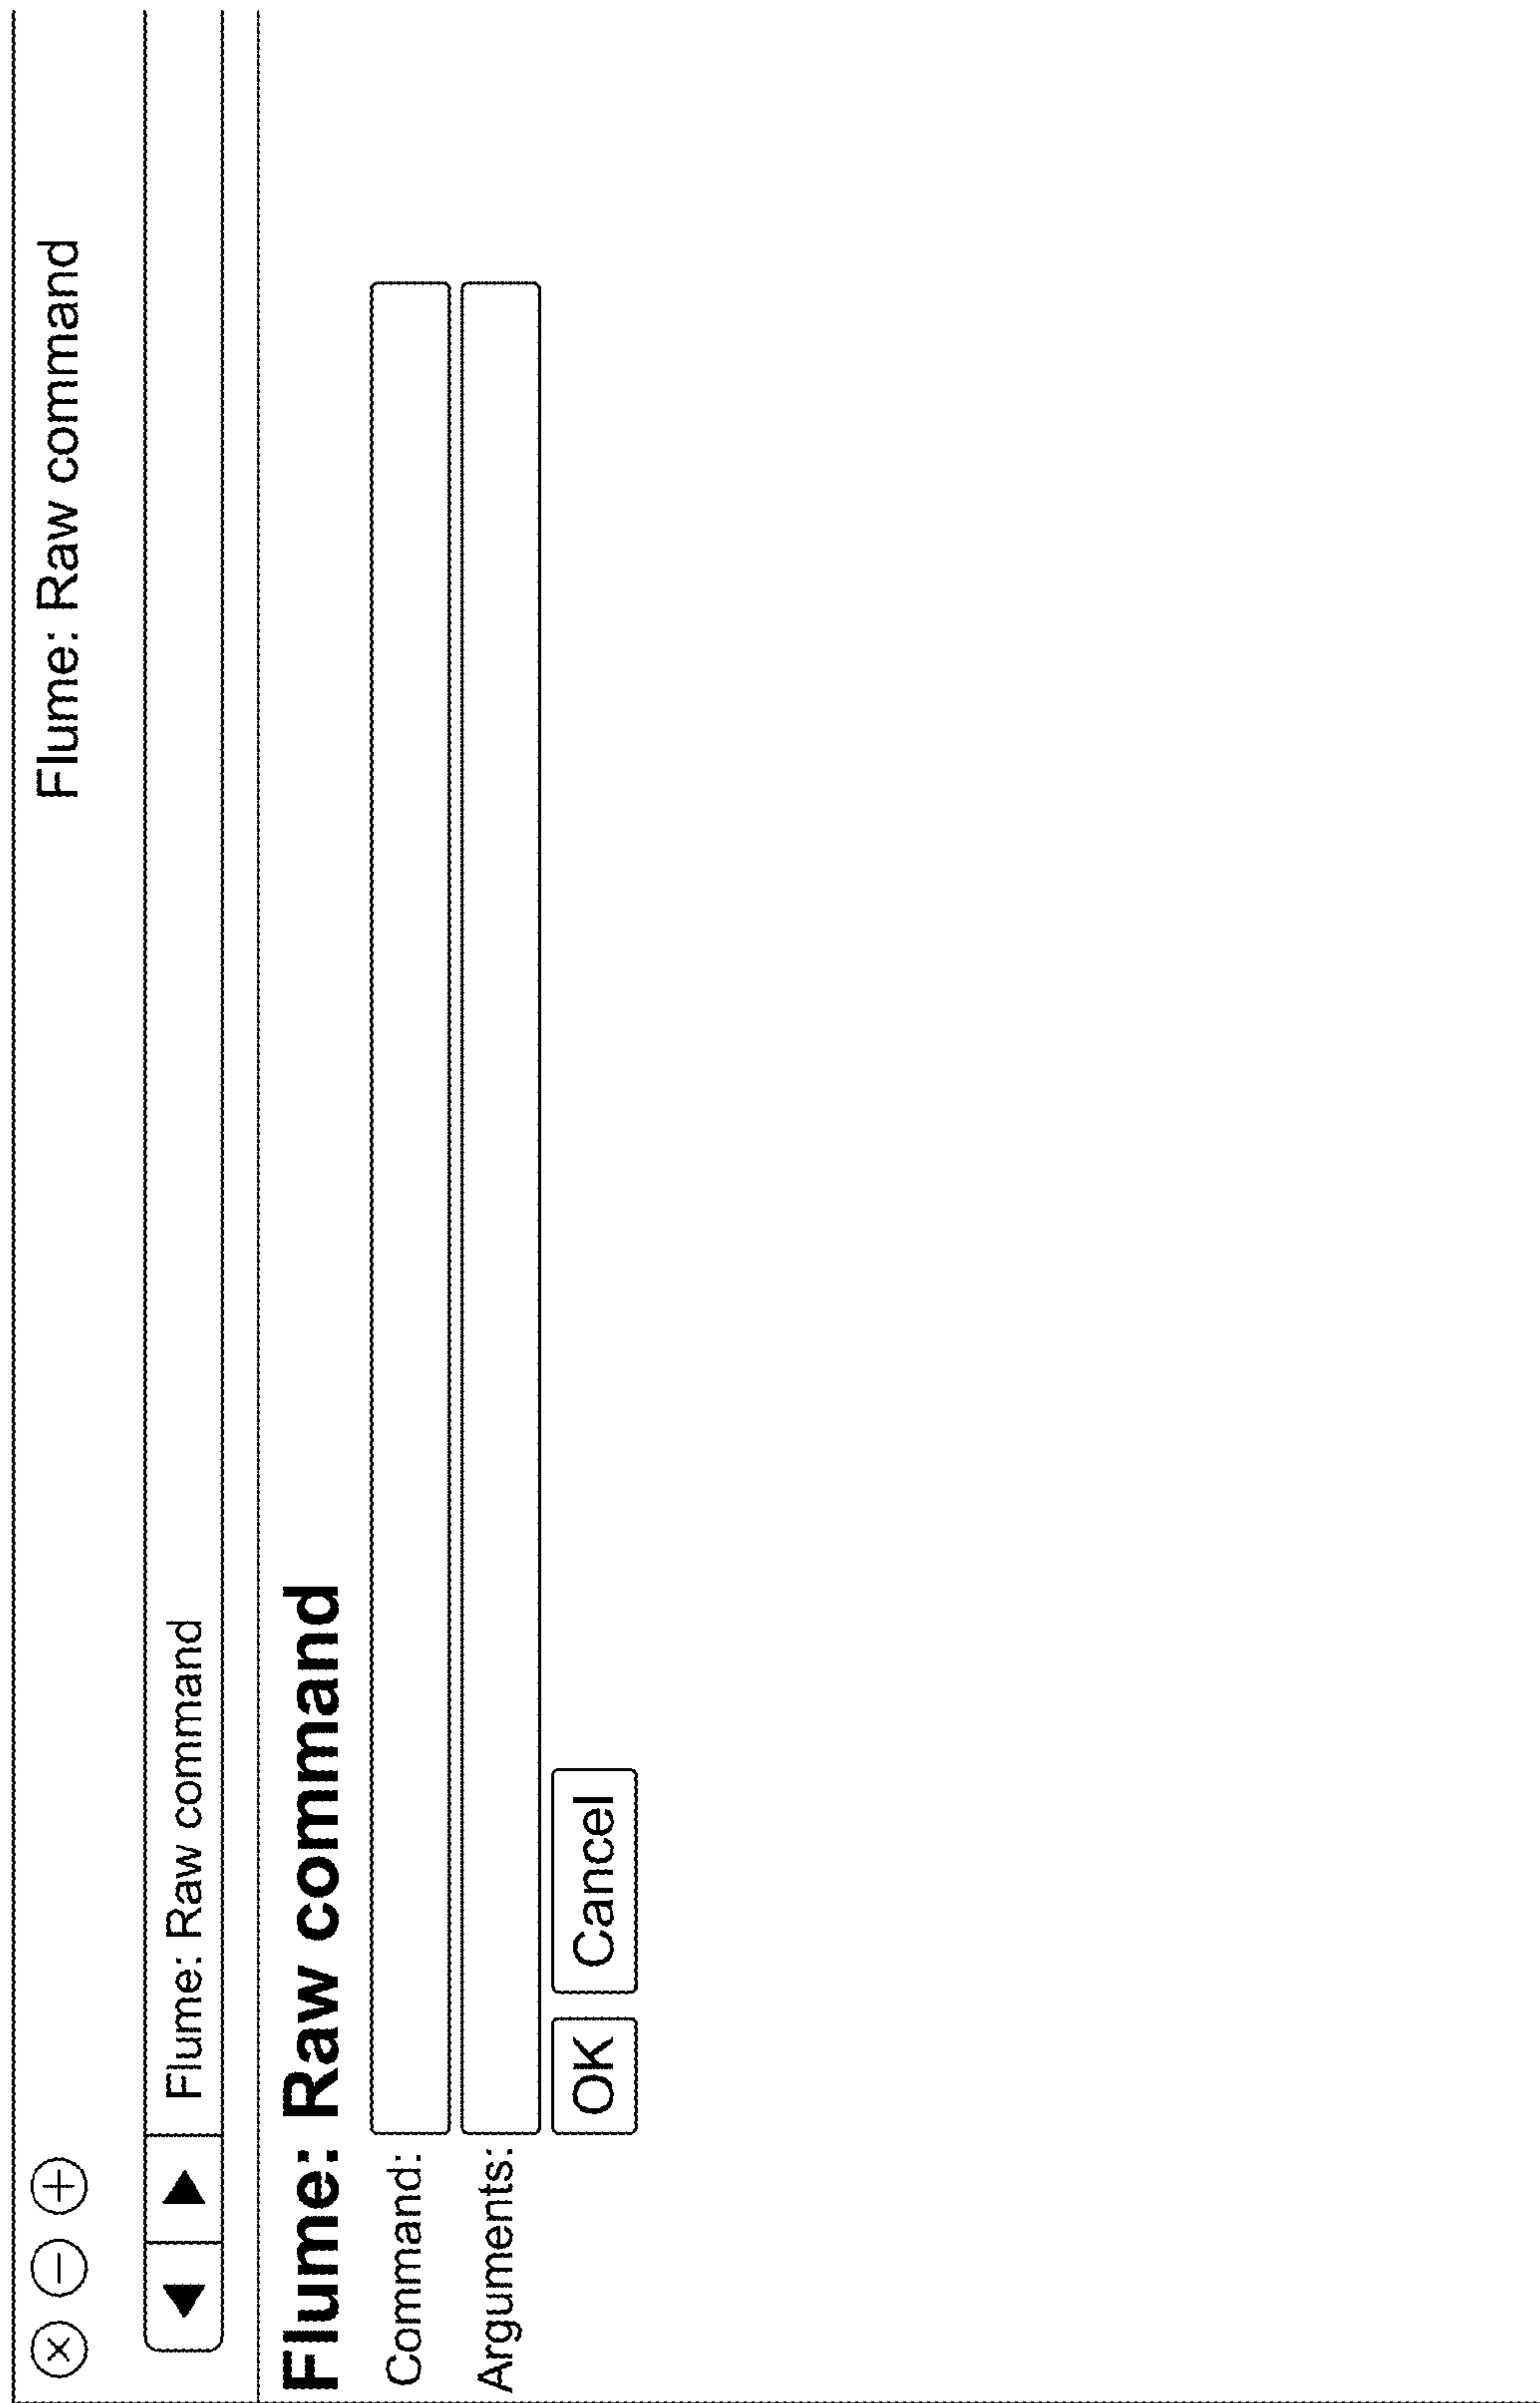 Flume: Raw command
Flume: Raw command
Flume: Raw command
Command:
Arguments:
OK Cancel